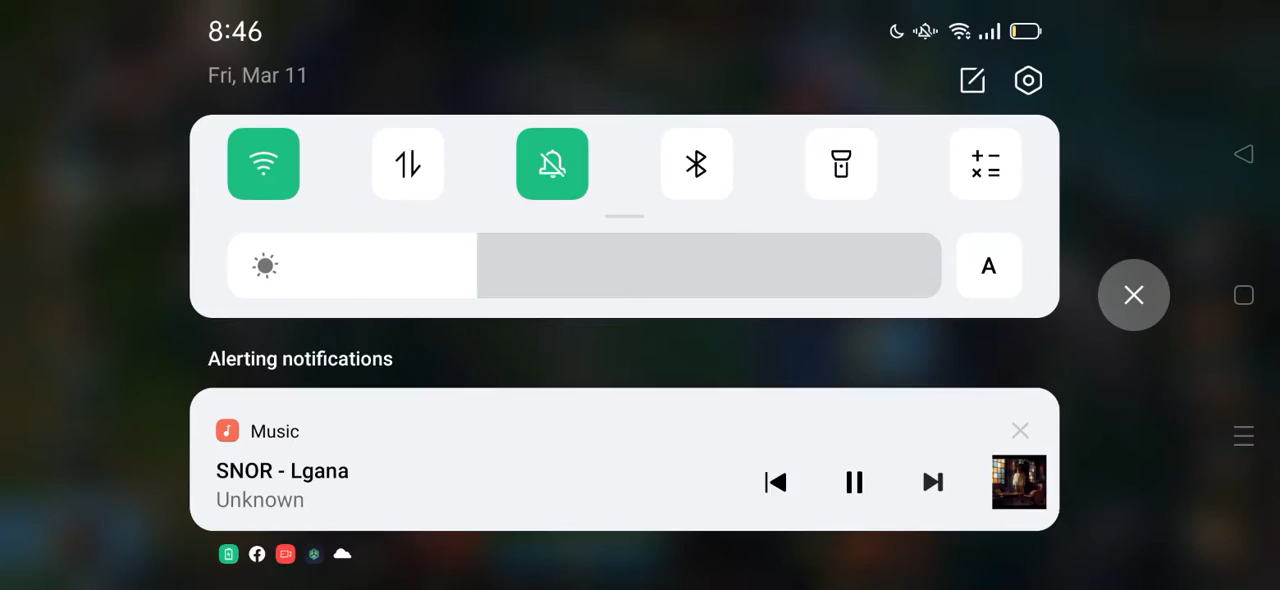 8:46
Fri, Mar 11
A
Alerting notifications
Music
SNOR - Lgana
Unknown